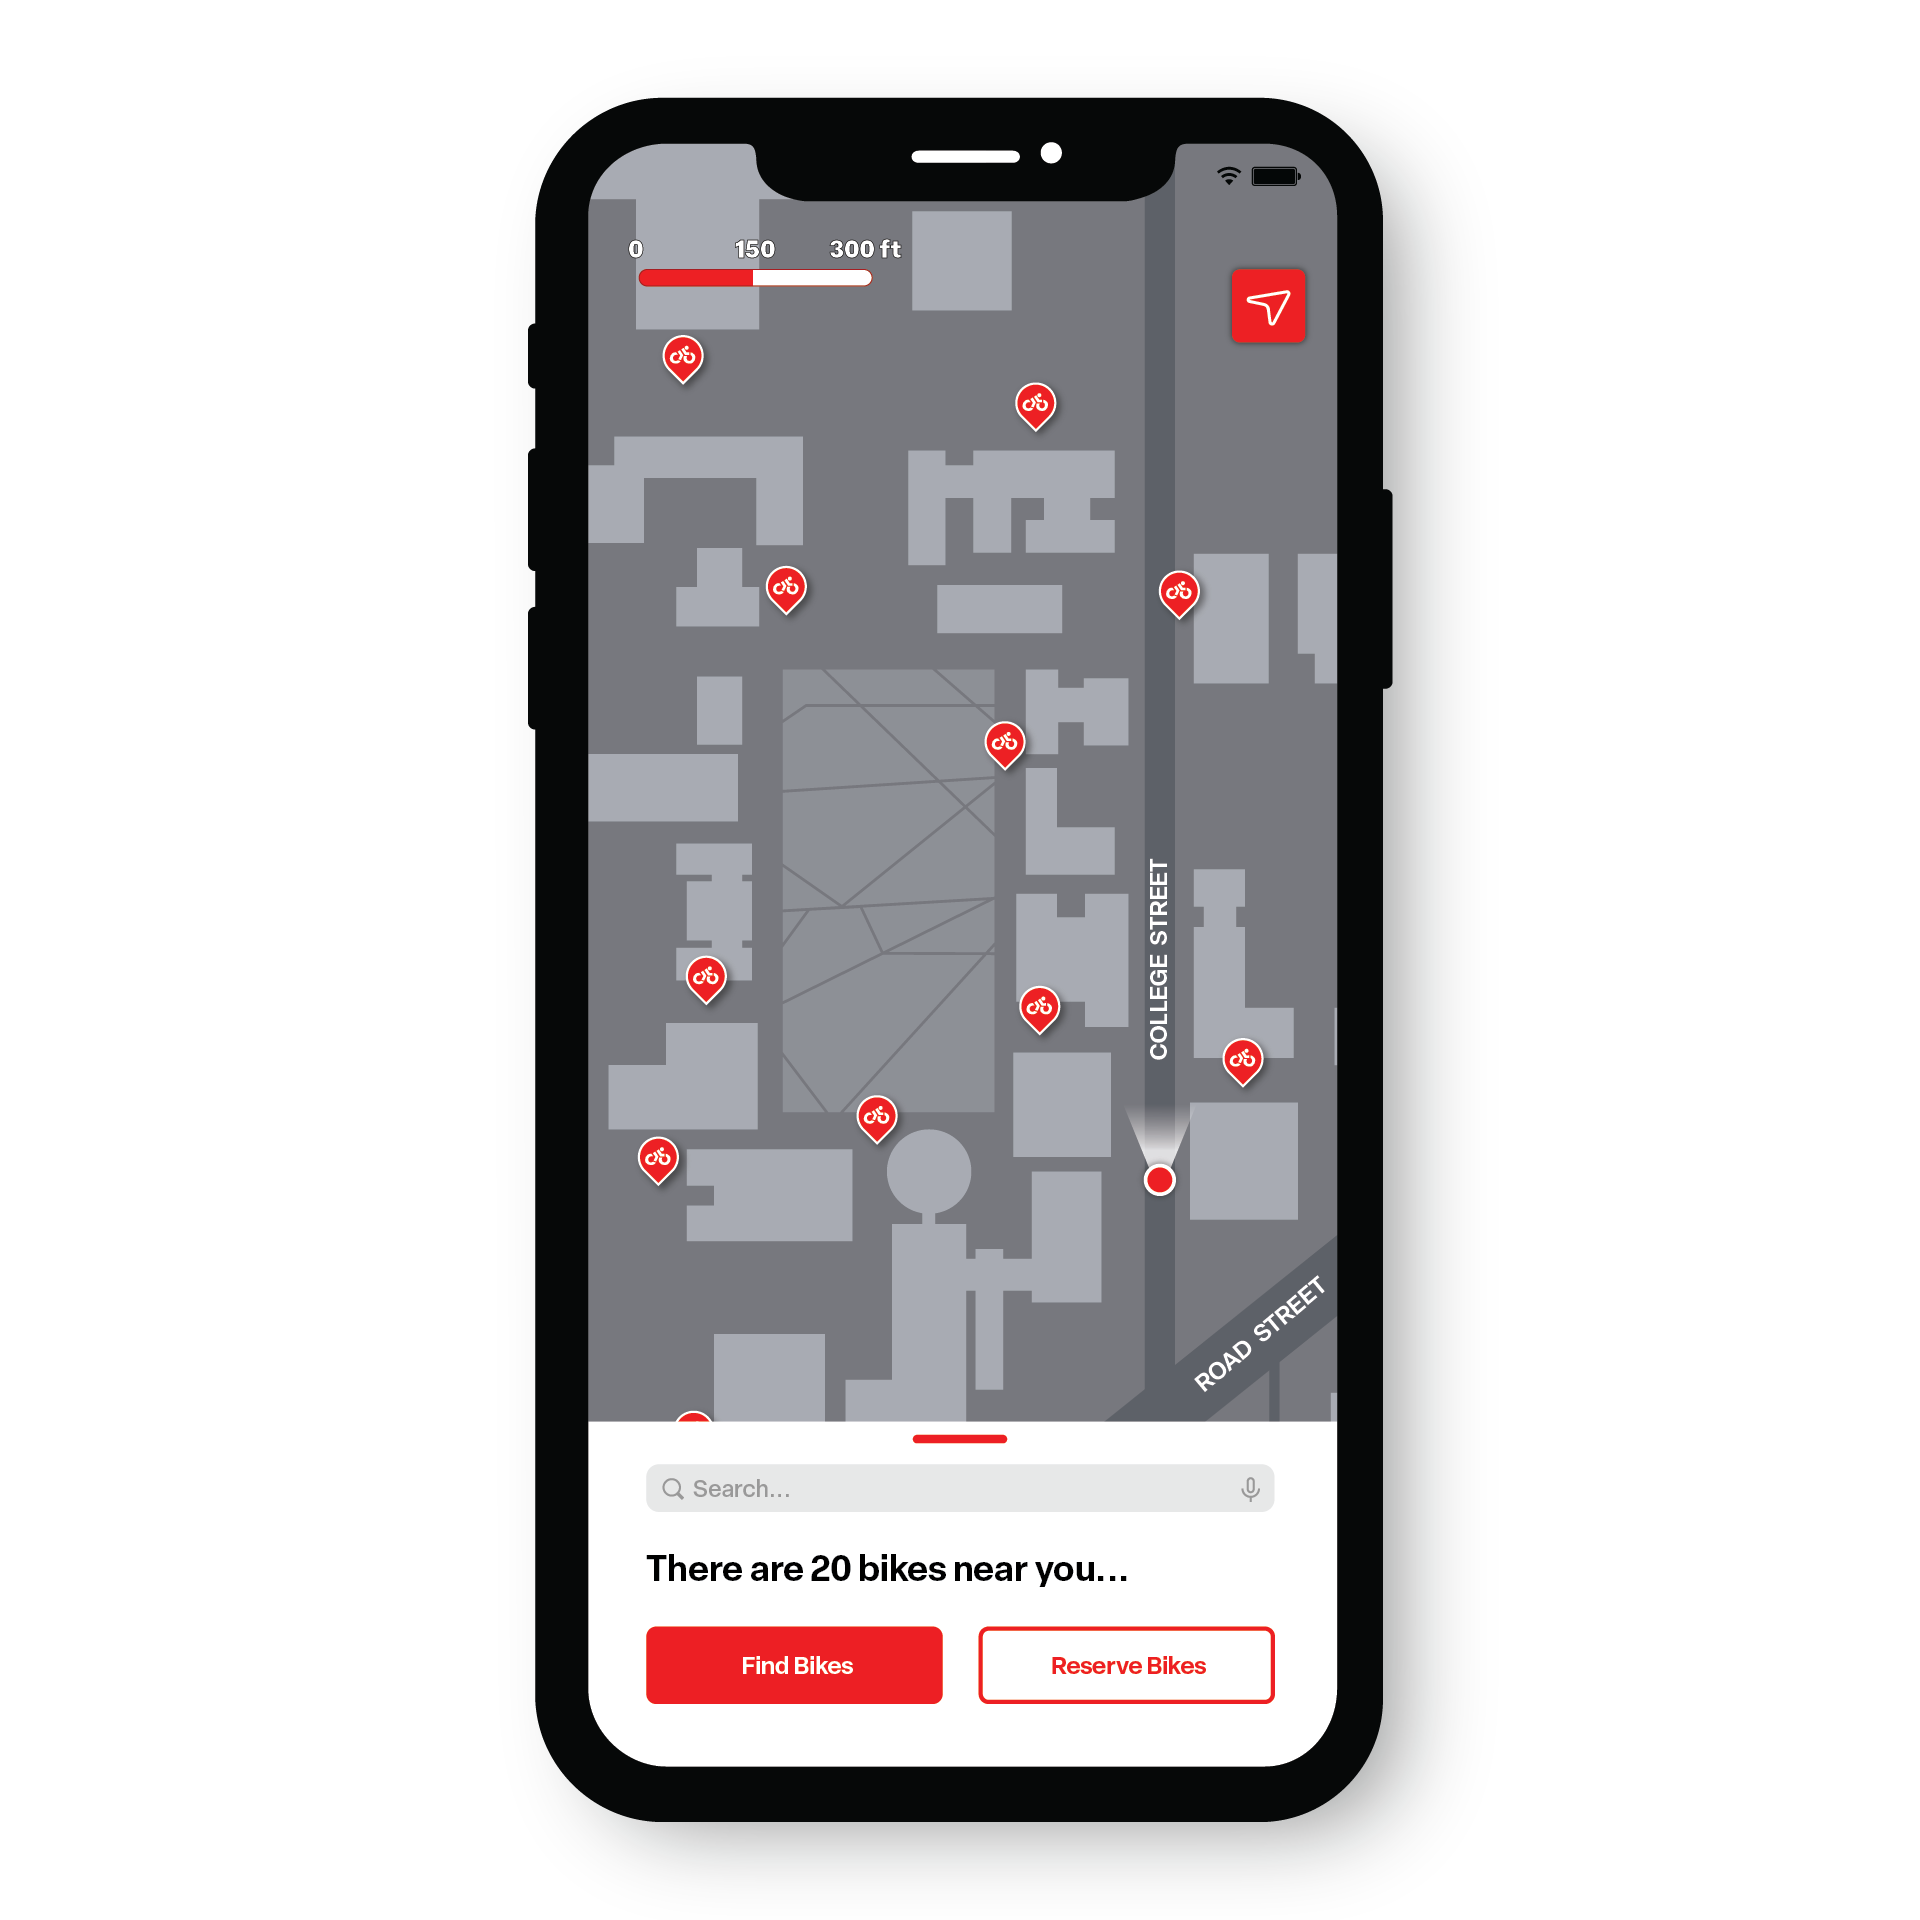 0 150 300 ft
COLLEGE STREET
ROAD STREET
Search...
There are 20 bikes near you...
Find Bikes
Reserve Bikes